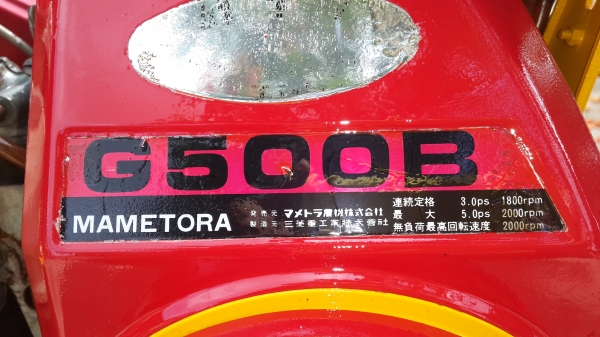 G500B
MAMETORA
発売元 マメトラ農機株式会社
製造元 三菱重工業株式会社
連続定格 3.0ps 1800rpm
最大 5.0ps 2000rpm
無負荷最高回転速度 2000rpm